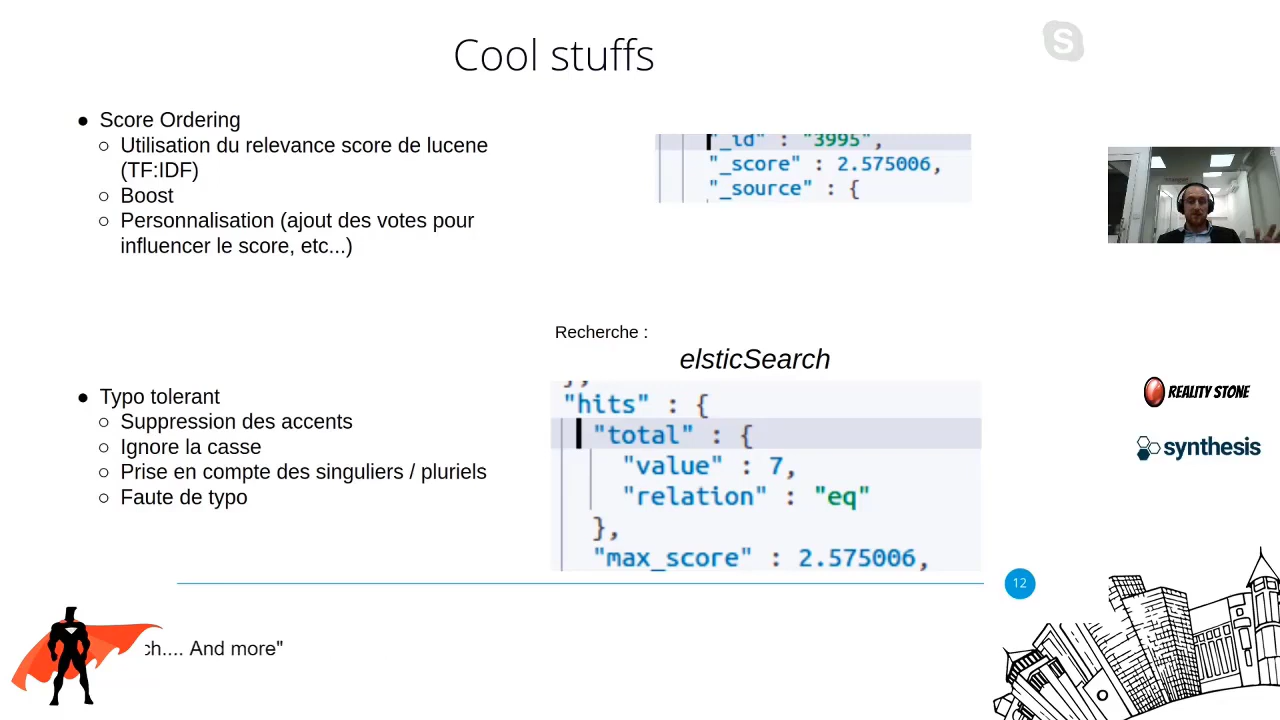 Cool stuffs
S
● Score Ordering
○ Utilisation du relevance score de lucene
(TF:IDF)
○ Boost
○ Personnalisation (ajout des votes pour
influencer le score, etc...)
"_id" : "3995",
"_score" : 2.575006,
"_source" : {
Recherche :
elsticSearch
● Typo tolerant
○ Suppression des accents
○ Ignore la casse
○ Prise en compte des singuliers / pluriels
○ Faute de typo
},
"hits" : {
"total" : {
"value" : 7,
"relation" : "eq"
},
"max_score" : 2.575006,
REALITY STONE
synthesis
12
ch.... And more"